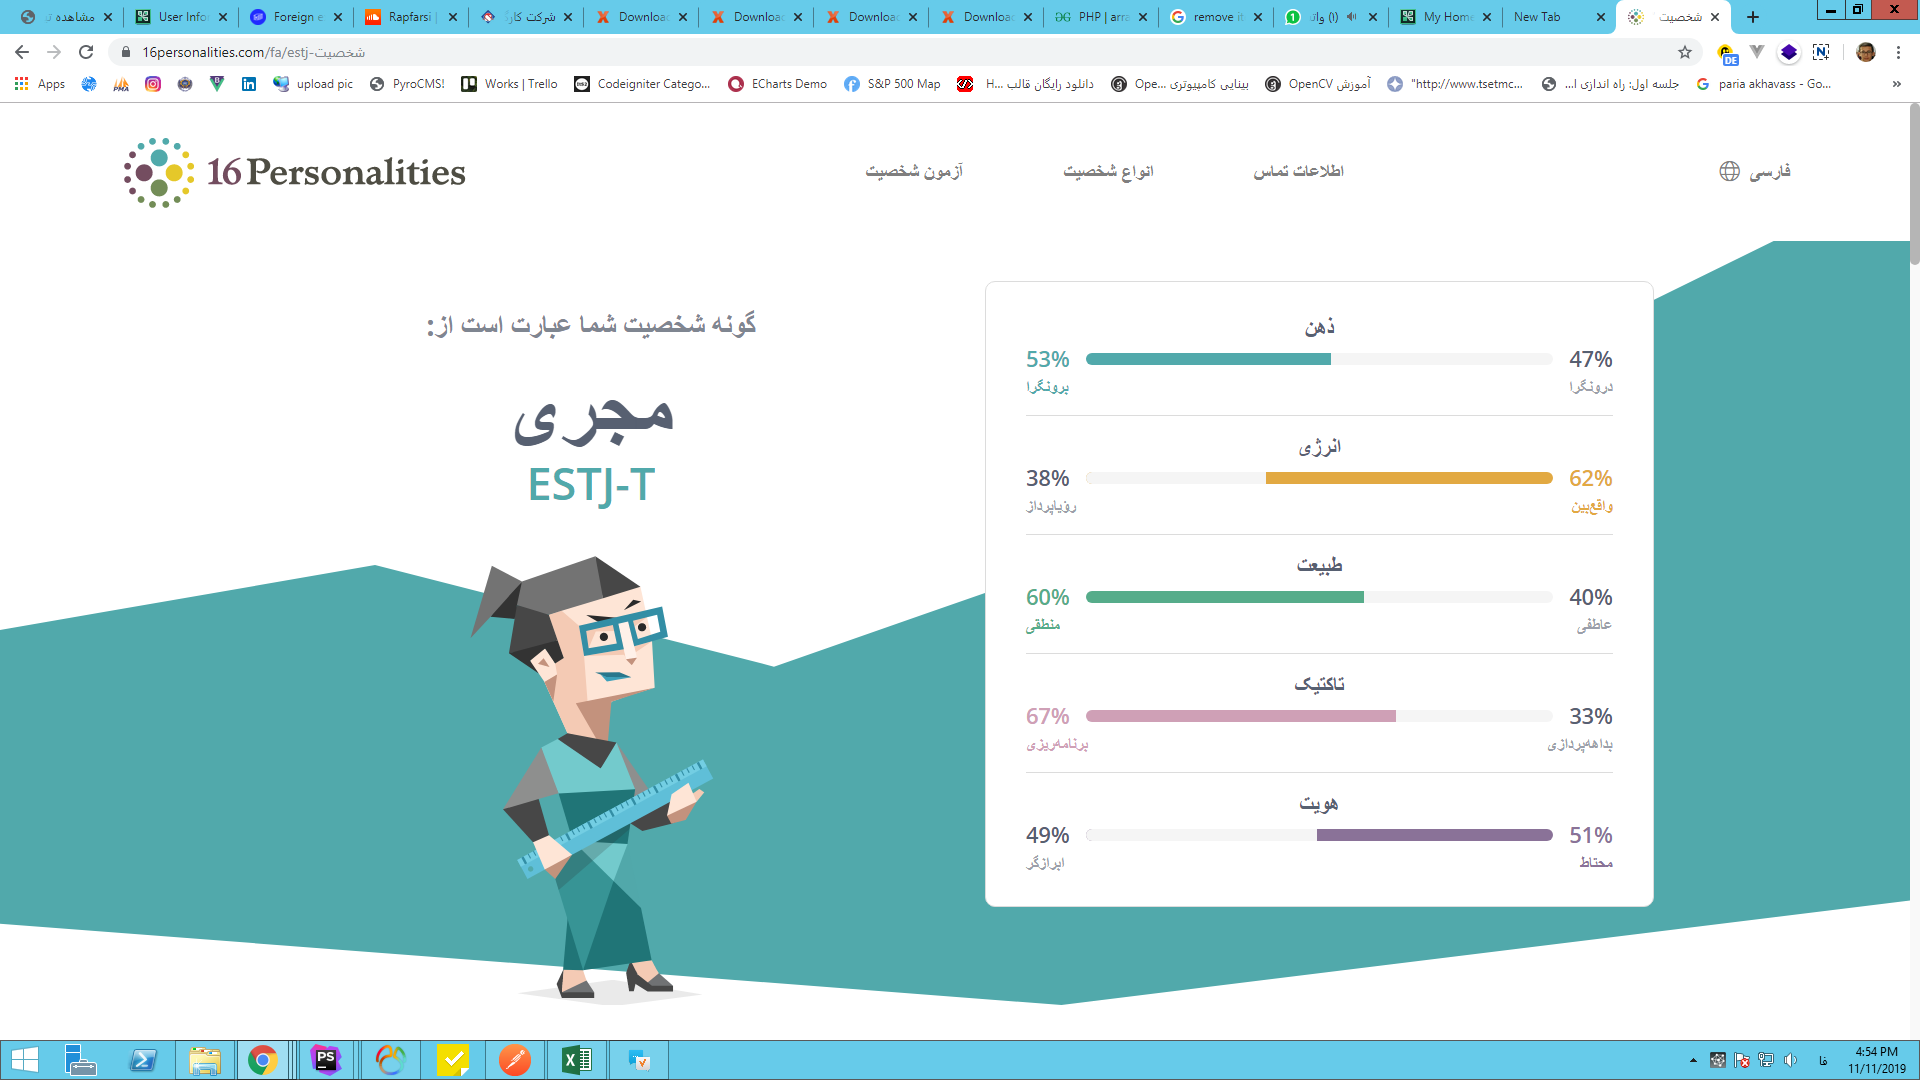 مشاهده
User Info
Foreign e
Rapfarsi |
شرکت کار
Download
Download
Download
Download
PHP | arra
remove it
(۱) وات
My Home
New Tab
شخصیت
16personalities.com/fa/estj-شخصیت
Apps
upload pic
PyroCMS!
Works | Trello
Codeigniter Catego...
ECharts Demo
S&P 500 Map
دانلود رایگان قالب H...
بینایی کامپیوتری Ope...
آموزش OpenCV
"http://www.tsetmc...
جلسه اول: راه اندازی ا...
paria akhavass - Go...
»
16Personalities
آزمون شخصیت
انواع شخصیت
اطلاعات تماس
فارسی
گونه شخصیت شما عبارت است از:
مجری
ESTJ-T
ذهن
53%
47%
برونگرا
درونگرا
انرژی
38%
62%
رؤیاپرداز
واقع‌بین
طبیعت
60%
40%
منطقی
عاطفی
تاکتیک
67%
33%
برنامه‌ریزی
بداهه‌پردازی
هویت
49%
51%
ابرازگر
محتاط
فا
4:54 PM
11/11/2019